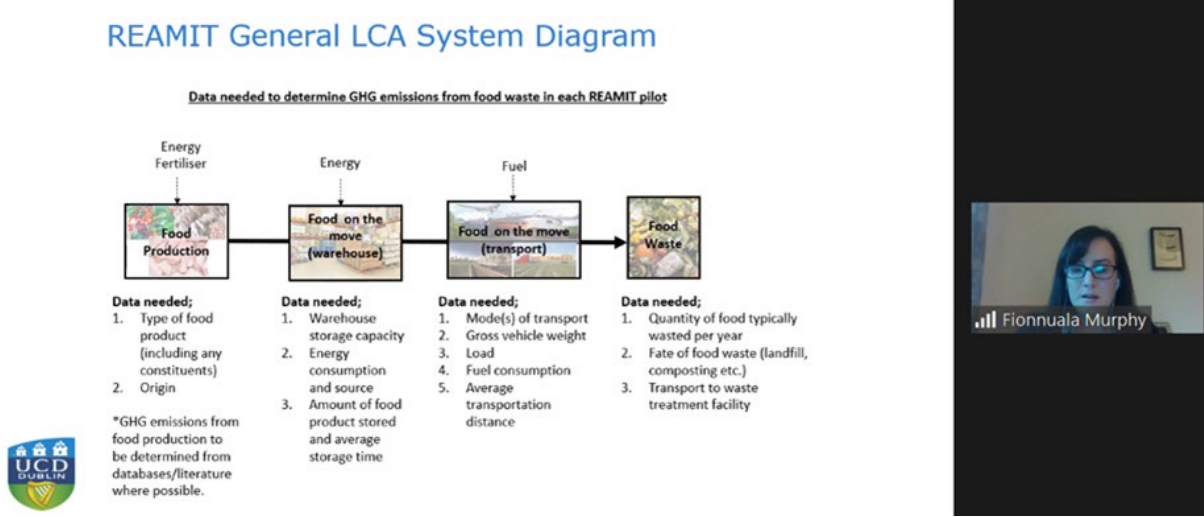 REAMIT General LCA System Diagram
Data needed to determine GHG emissions from food waste in each REAMIT pilot
Energy
Fertiliser
Energy
Fuel
Food
Production
Food on the
move
(warehouse)
Food on the move
(transport)
Food
Waste
Data needed;
1. Type of food
product
(including any
constituents)
2. Origin
*GHG emissions from
food production to
be determined from
databases/literature
where possible.
Data needed;
1. Warehouse
storage capacity
2. Energy
consumption
and source
3. Amount of food
product stored
and average
storage time
Data needed;
1. Mode(s) of transport
2. Gross vehicle weight
3. Load
4. Fuel consumption
5. Average
transportation
distance
Data needed;
1. Quantity of food typically
wasted per year
2. Fate of food waste (landfill,
composting etc.)
3. Transport to waste
treatment facility
UCD
DUBLIN
Fionnuala Murphy